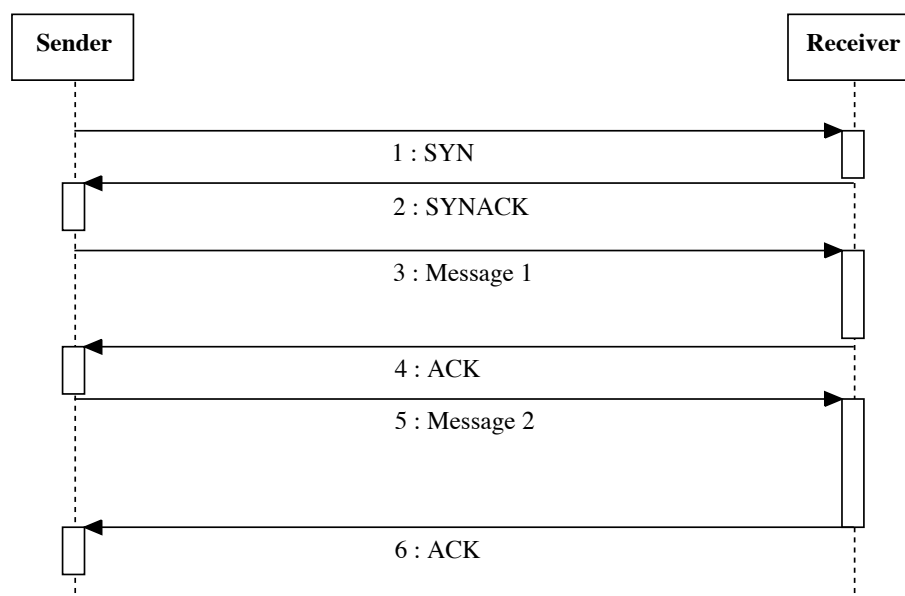 Sender
Receiver
1 : SYN
2 : SYNACK
3 : Message 1
4 : ACK
5 : Message 2
6 : ACK